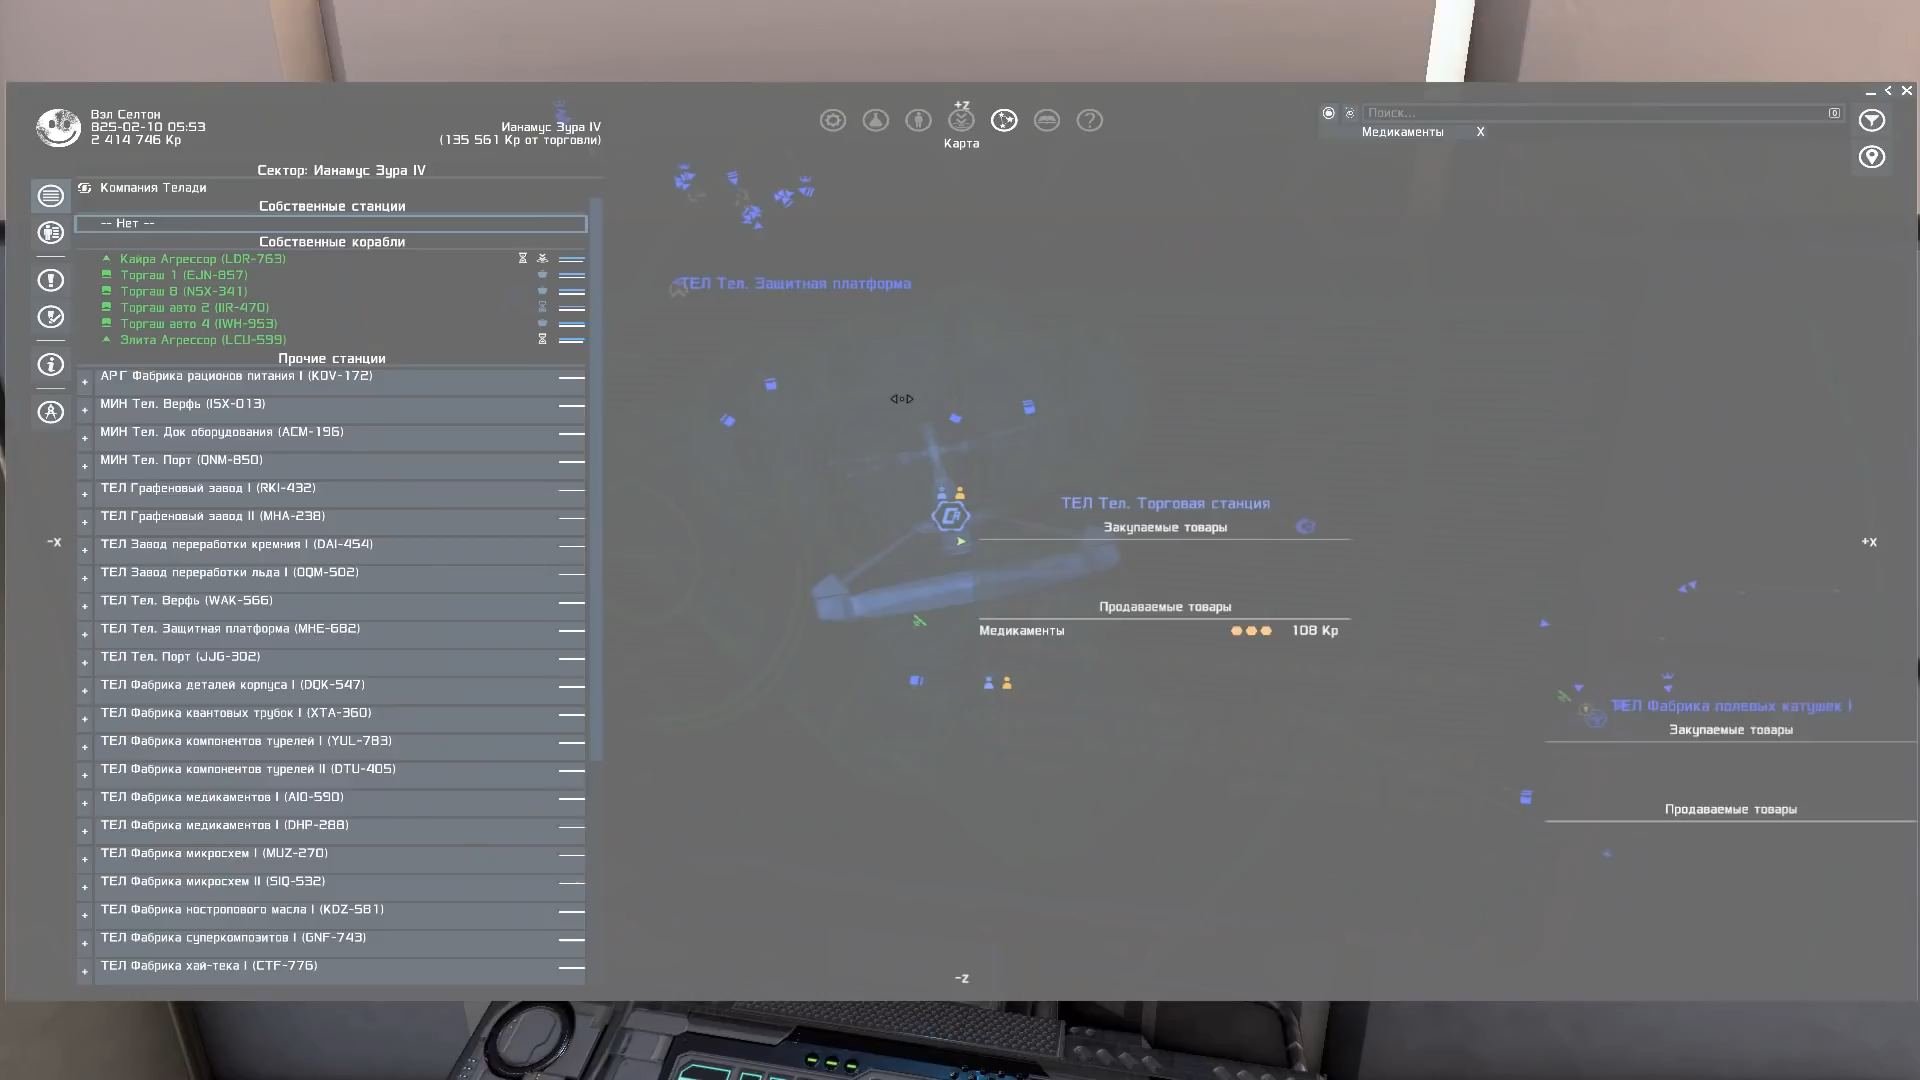 Вэл Селтон
825-02-10 05:53
2 414 746 Кр
Ианамус Зура IV
(135 561 Кр от торговли)
+Z
Карта
Поиск...
Медикаменты X
Сектор: Ианамус Зура IV
Компания Телади
Собственные станции
-- Нет --
Собственные корабли
Кайра Агрессор (LDR-763)
Торгаш 1 (EJN-857)
Торгаш 8 (NSX-341)
Торгаш авто 2 (IIR-470)
Торгаш авто 4 (IWH-953)
Элита Агрессор (LCU-599)
Прочие станции
АРГ Фабрика рационов питания I (KOV-172)
МИН Тел. Верфь (ISX-013)
МИН Тел. Док оборудования (ACM-196)
МИН Тел. Порт (QNM-850)
ТЕЛ Графеновый завод I (RKI-432)
ТЕЛ Графеновый завод II (MHA-238)
ТЕЛ Завод переработки кремния I (DAI-454)
ТЕЛ Завод переработки льда I (OQM-502)
ТЕЛ Тел. Верфь (WAK-566)
ТЕЛ Тел. Защитная платформа (MHE-682)
ТЕЛ Тел. Порт (JJG-302)
ТЕЛ Фабрика деталей корпуса I (DQK-547)
ТЕЛ Фабрика квантовых трубок I (XTA-360)
ТЕЛ Фабрика компонентов турелей I (YUL-783)
ТЕЛ Фабрика компонентов турелей II (DTU-405)
ТЕЛ Фабрика медикаментов I (AIO-590)
ТЕЛ Фабрика медикаментов I (DHP-288)
ТЕЛ Фабрика микросхем I (MUZ-270)
ТЕЛ Фабрика микросхем II (SIQ-532)
ТЕЛ Фабрика ностропового масла I (KDZ-581)
ТЕЛ Фабрика суперкомпозитов I (GNF-743)
ТЕЛ Фабрика хай-тека I (CTF-776)
-X
+X
-Z
ТЕЛ Тел. Защитная платформа
ТЕЛ Тел. Торговая станция
Закупаемые товары
Продаваемые товары
Медикаменты 108 Кр
ТЕЛ Фабрика полевых катушек I
Закупаемые товары
Продаваемые товары